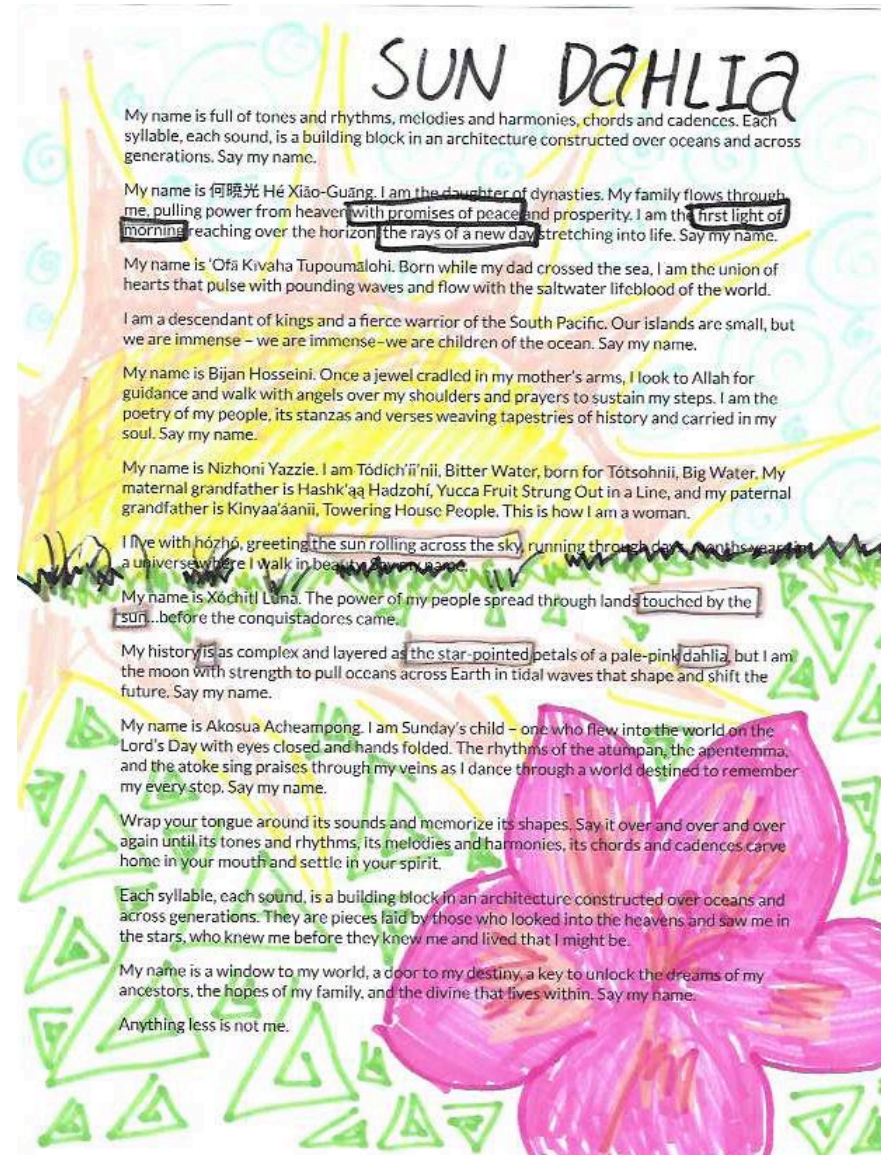 SUN DaHLIa
My name is full of tones and rhythms, melodies and harmonies, chords and cadences. Each
syllable, each sound, is a building block in an architecture constructed over oceans and across
generations. Say my name.
My name is 何曉光 Hé Xiǎo-Guāng. I am the daughter of dynasties. My family flows through
me, pulling power from heaven with promises of peace and prosperity. I am the first light of
morning reaching over the horizon, the rays of a new day stretching into life. Say my name.
My name is ʻOfa Kivaha Tupoumālohi. Born while my dad crossed the sea, I am the union of
hearts that pulse with pounding waves and flow with the saltwater lifeblood of the world.
I am a descendant of kings and a fierce warrior of the South Pacific. Our islands are small, but
we are immense – we are immense–we are children of the ocean. Say my name.
My name is Bijan Hosseini. Once a jewel cradled in my mother's arms, I look to Allah for
guidance and walk with angels over my shoulders and prayers to sustain my steps. I am the
poetry of my people, its stanzas and verses weaving tapestries of history and carried in my
soul. Say my name.
My name is Nizhoni Yazzie. I am Tódích'íi'nii, Bitter Water, born for Tótsohnii, Big Water. My
maternal grandfather is Hashk'ąą Hadzohí, Yucca Fruit Strung Out in a Line, and my paternal
grandfather is Kinyaa'áanii, Towering House People. This is how I am a woman.
I live with hózhó, greeting the sun rolling across the sky, running through days, months years in
a universe where I walk in beauty. Say my name.
My name is Xóchitl Luna. The power of my people spread through lands touched by the
sun...before the conquistadores came.
My history is as complex and layered as the star-pointed petals of a pale-pink dahlia, but I am
the moon with strength to pull oceans across Earth in tidal waves that shape and shift the
future. Say my name.
My name is Akosua Acheampong. I am Sunday's child – one who flew into the world on the
Lord's Day with eyes closed and hands folded. The rhythms of the atumpan, the apentemma,
and the atoke sing praises through my veins as I dance through a world destined to remember
my every step. Say my name.
Wrap your tongue around its sounds and memorize its shapes. Say it over and over and over
again until its tones and rhythms, its melodies and harmonies, its chords and cadences carve
home in your mouth and settle in your spirit.
Each syllable, each sound, is a building block in an architecture constructed over oceans and
across generations. They are pieces laid by those who looked into the heavens and saw me in
the stars, who knew me before they knew me and lived that I might be.
My name is a window to my world, a door to my destiny, a key to unlock the dreams of my
ancestors, the hopes of my family, and the divine that lives within. Say my name.
Anything less is not me.